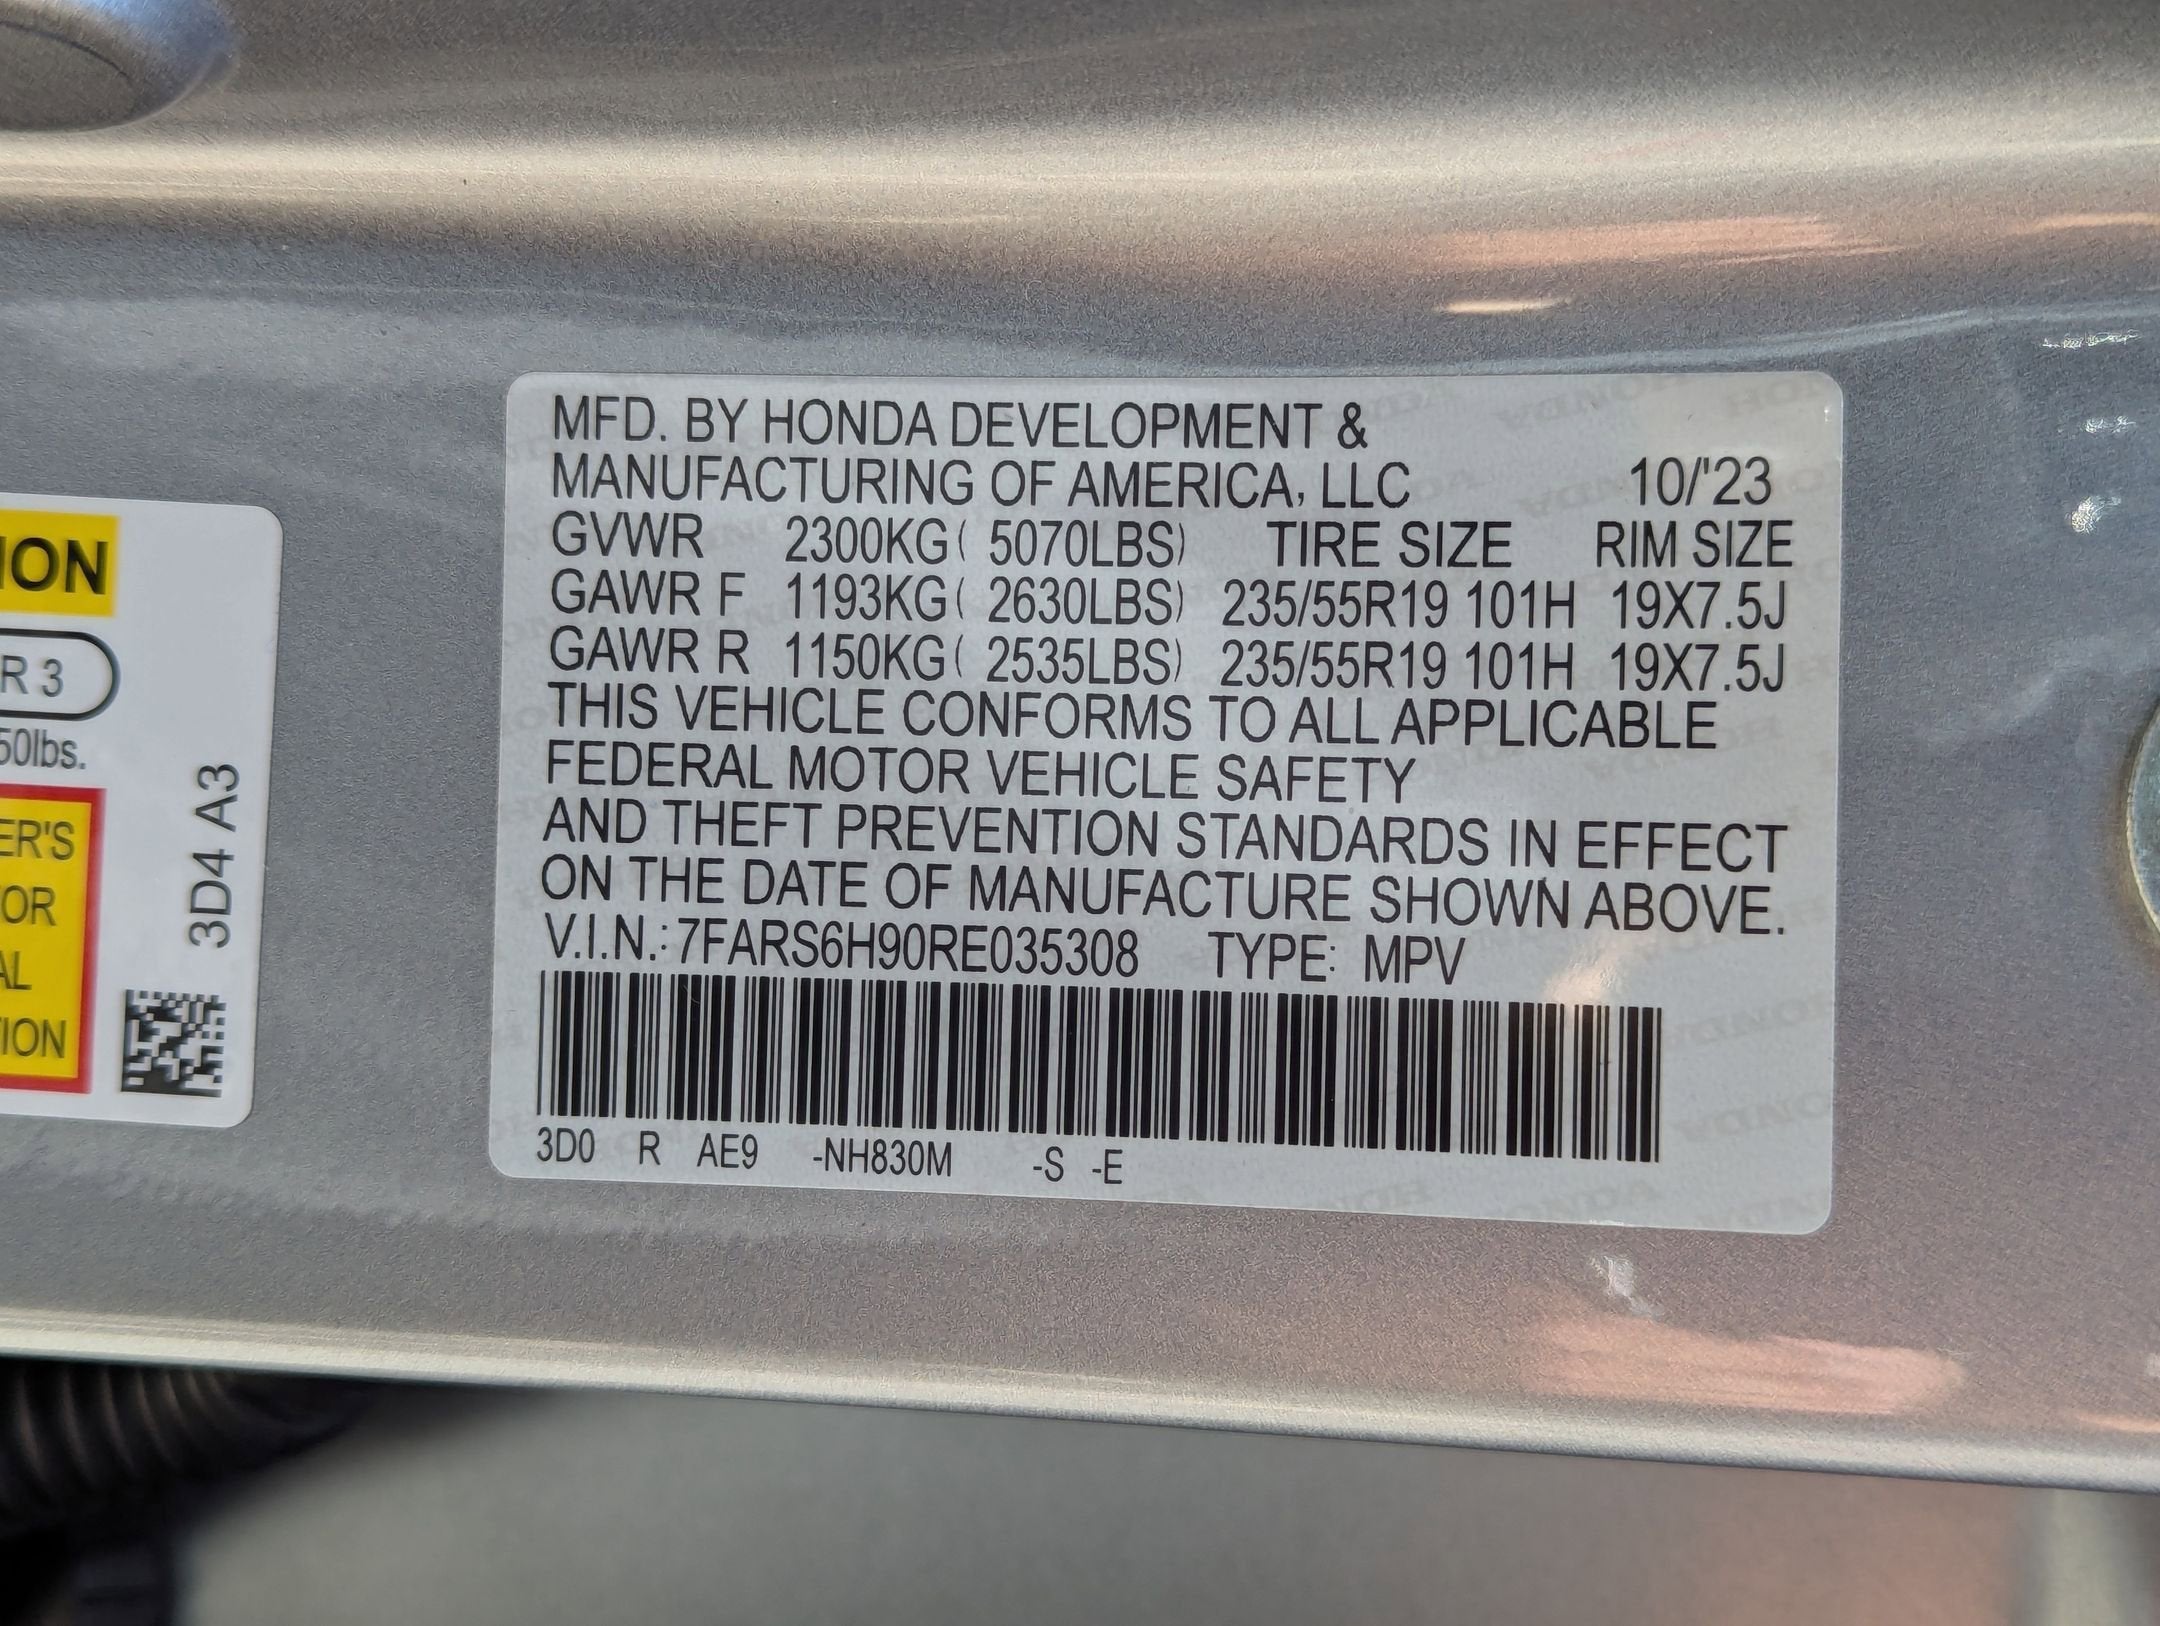 MFD. BY HONDA DEVELOPMENT &
MANUFACTURING OF AMERICA, LLC 10/'23
GVWR 2300KG ( 5070LBS) TIRE SIZE RIM SIZE
GAWR F 1193KG ( 2630LBS) 235/55R19 101H 19X7.5J
GAWR R 1150KG ( 2535LBS) 235/55R19 101H 19X7.5J
THIS VEHICLE CONFORMS TO ALL APPLICABLE
FEDERAL MOTOR VEHICLE SAFETY
AND THEFT PREVENTION STANDARDS IN EFFECT
ON THE DATE OF MANUFACTURE SHOWN ABOVE.
V.I.N.: 7FARS6H90RE035308 TYPE: MPV
3D0 R AE9 -NH830M -S -E
ION
R 3
50lbs.
ER'S
OR
AL
TION
3D4 A3